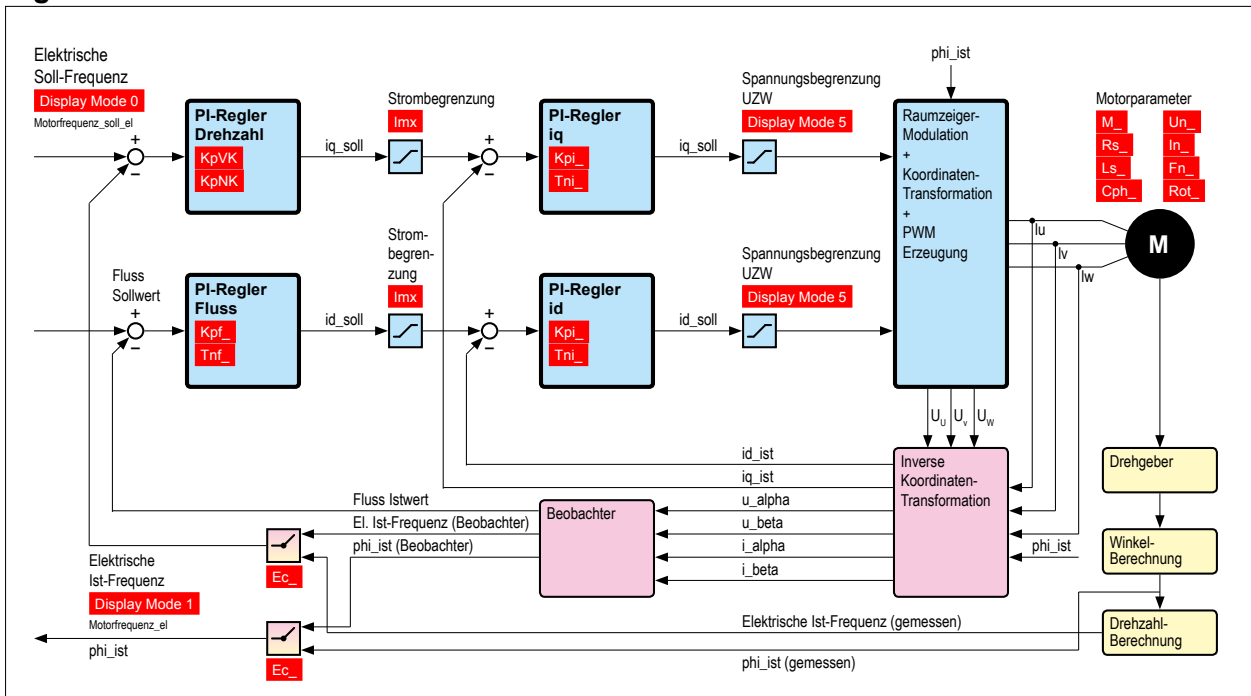 Elektrische
Soll-Frequenz
Display Mode 0
Motorfrequenz_soll_el
+
−
PI-Regler
Drehzahl
KpVK
KpNK
iq_soll
Strombegrenzung
Imx
+
−
PI-Regler
iq
Kpi_
Tni_
iq_soll
Spannungsbegrenzung
UZW
Display Mode 5
phi_ist
Raumzeiger-
Modulation
+
Koordinaten-
Transformation
+
PWM
Erzeugung
Motorparameter
M_
Un_
Rs_
In_
Ls_
Fn_
Cph_
Rot_
Iu
Iv
Iw
M
Fluss
Sollwert
+
−
PI-Regler
Fluss
Kpf_
Tnf_
id_soll
Strom-
begren-
zung
Imx
+
−
PI-Regler
id
Kpi_
Tni_
id_soll
Spannungsbegrenzung
UZW
Display Mode 5
UU
Uv
UW
id_ist
iq_ist
Inverse
Koordinaten-
Transformation
Drehgeber
Fluss Istwert
El. Ist-Frequenz (Beobachter)
phi_ist (Beobachter)
Beobachter
u_alpha
u_beta
i_alpha
i_beta
phi_ist
Winkel-
Berechnung
Ec_
Elektrische
Ist-Frequenz
Display Mode 1
Motorfrequenz_el
phi_ist
Ec_
Elektrische Ist-Frequenz (gemessen)
phi_ist (gemessen)
Drehzahl-
Berechnung